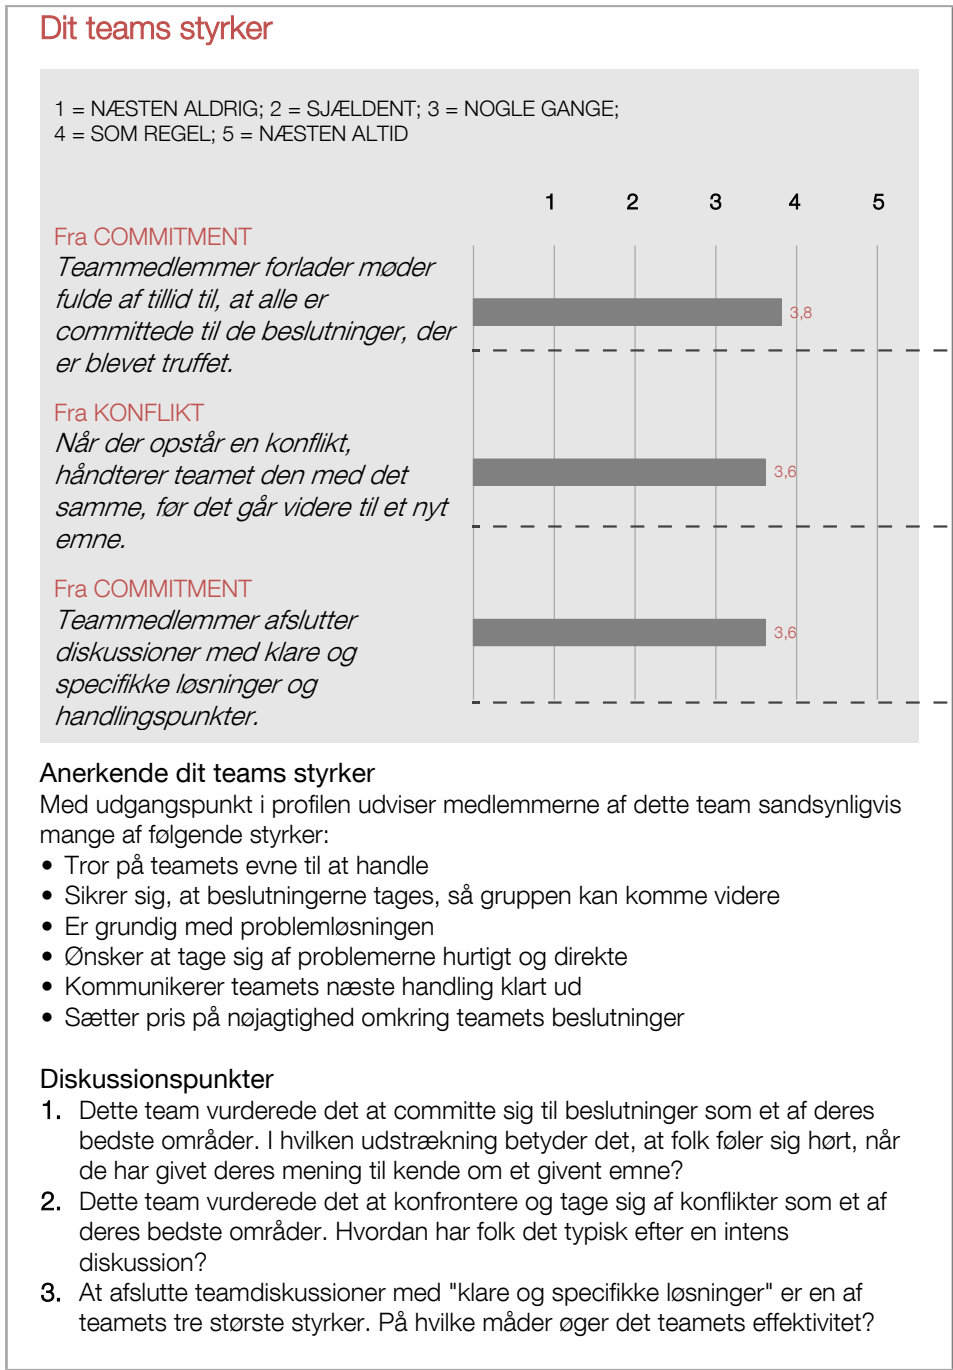 Dit teams styrker
1 = NÆSTEN ALDRIG; 2 = SJÆLDENT; 3 = NOGLE GANGE;
4 = SOM REGEL; 5 = NÆSTEN ALTID
1 2 3 4 5
Fra COMMITMENT
Teammedlemmer forlader møder
fulde af tillid til, at alle er
committede til de beslutninger, der
er blevet truffet.
3,8
Fra KONFLIKT
Når der opstår en konflikt,
håndterer teamet den med det
samme, før det går videre til et nyt
emne.
3,6
Fra COMMITMENT
Teammedlemmer afslutter
diskussioner med klare og
specifikke løsninger og
handlingspunkter.
3,6
Anerkende dit teams styrker
Med udgangspunkt i profilen udviser medlemmerne af dette team sandsynligvis
mange af følgende styrker:
• Tror på teamets evne til at handle
• Sikrer sig, at beslutningerne tages, så gruppen kan komme videre
• Er grundig med problemløsningen
• Ønsker at tage sig af problemerne hurtigt og direkte
• Kommunikerer teamets næste handling klart ud
• Sætter pris på nøjagtighed omkring teamets beslutninger
Diskussionspunkter
1. Dette team vurderede det at committe sig til beslutninger som et af deres
bedste områder. I hvilken udstrækning betyder det, at folk føler sig hørt, når
de har givet deres mening til kende om et givent emne?
2. Dette team vurderede det at konfrontere og tage sig af konflikter som et af
deres bedste områder. Hvordan har folk det typisk efter en intens
diskussion?
3. At afslutte teamdiskussioner med "klare og specifikke løsninger" er en af
teamets tre største styrker. På hvilke måder øger det teamets effektivitet?